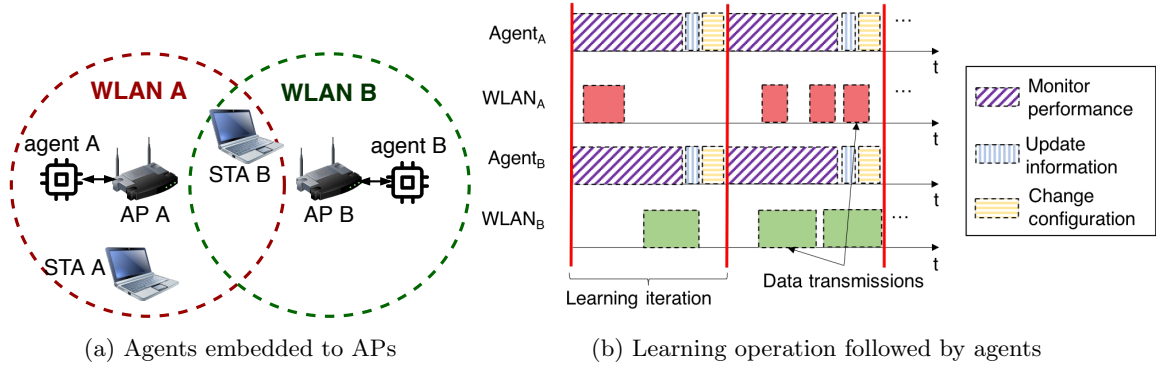 WLAN A
WLAN B
agent A
agent B
STA B
AP A
AP B
STA A
(a) Agents embedded to APs
Agent_A
...
t
WLAN_A
...
t
Agent_B
t
WLAN_B
...
t
Learning iteration
Data transmissions
Monitor
performance
Update
information
Change
configuration
(b) Learning operation followed by agents